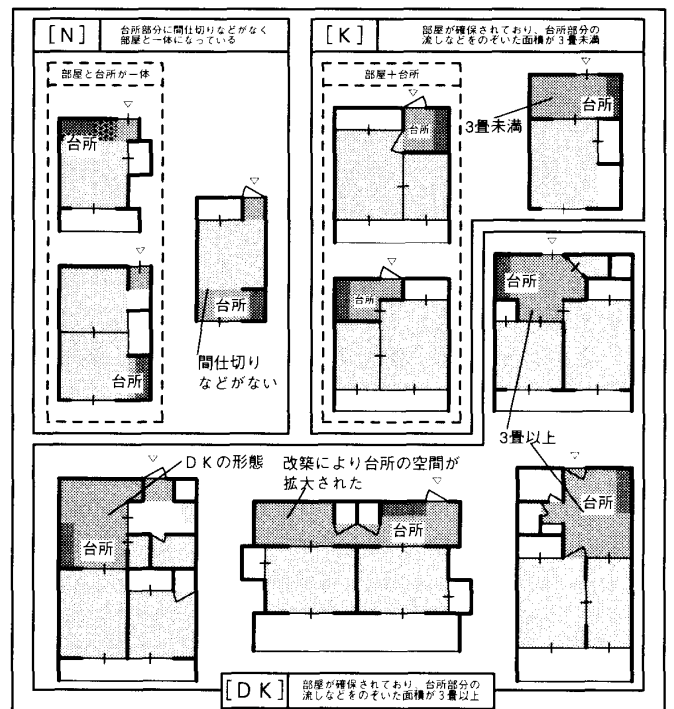 [N]
台所部分に間仕切りなどがなく
部屋と一体になっている
部屋と台所が一体
台所
台所
台所
間仕切り
などがない
[K]
部屋が確保されており、台所部分の
流しなどをのぞいた面積が3畳未満
部屋+台所
台所
台所
台所
3畳未満
台所
3畳以上
DKの形態
台所
改築により台所の空間が
拡大された
台所
[DK]
部屋が確保されており、台所部分の
流しなどをのぞいた面積が3畳以上